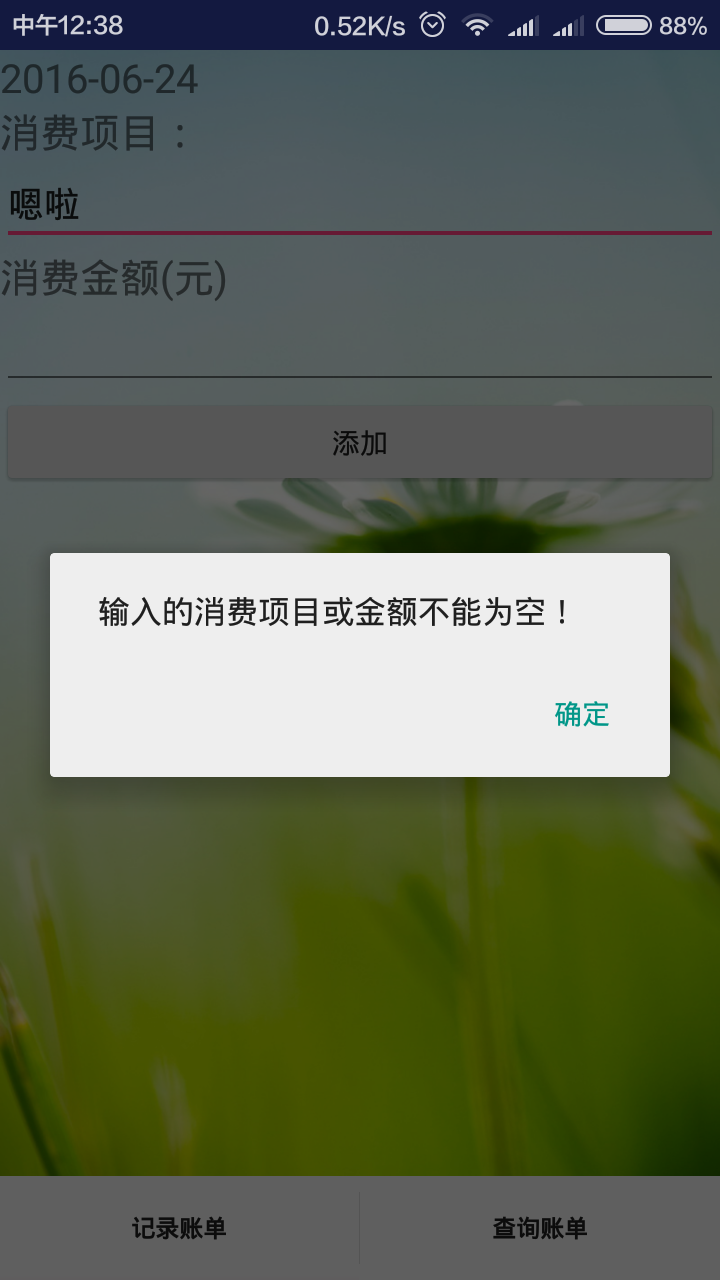 中午12:38 0.52K/s 88%
2016-06-24
消费项目：
嗯啦
消费金额(元)
添加
输入的消费项目或金额不能为空！
确定
记录账单 查询账单